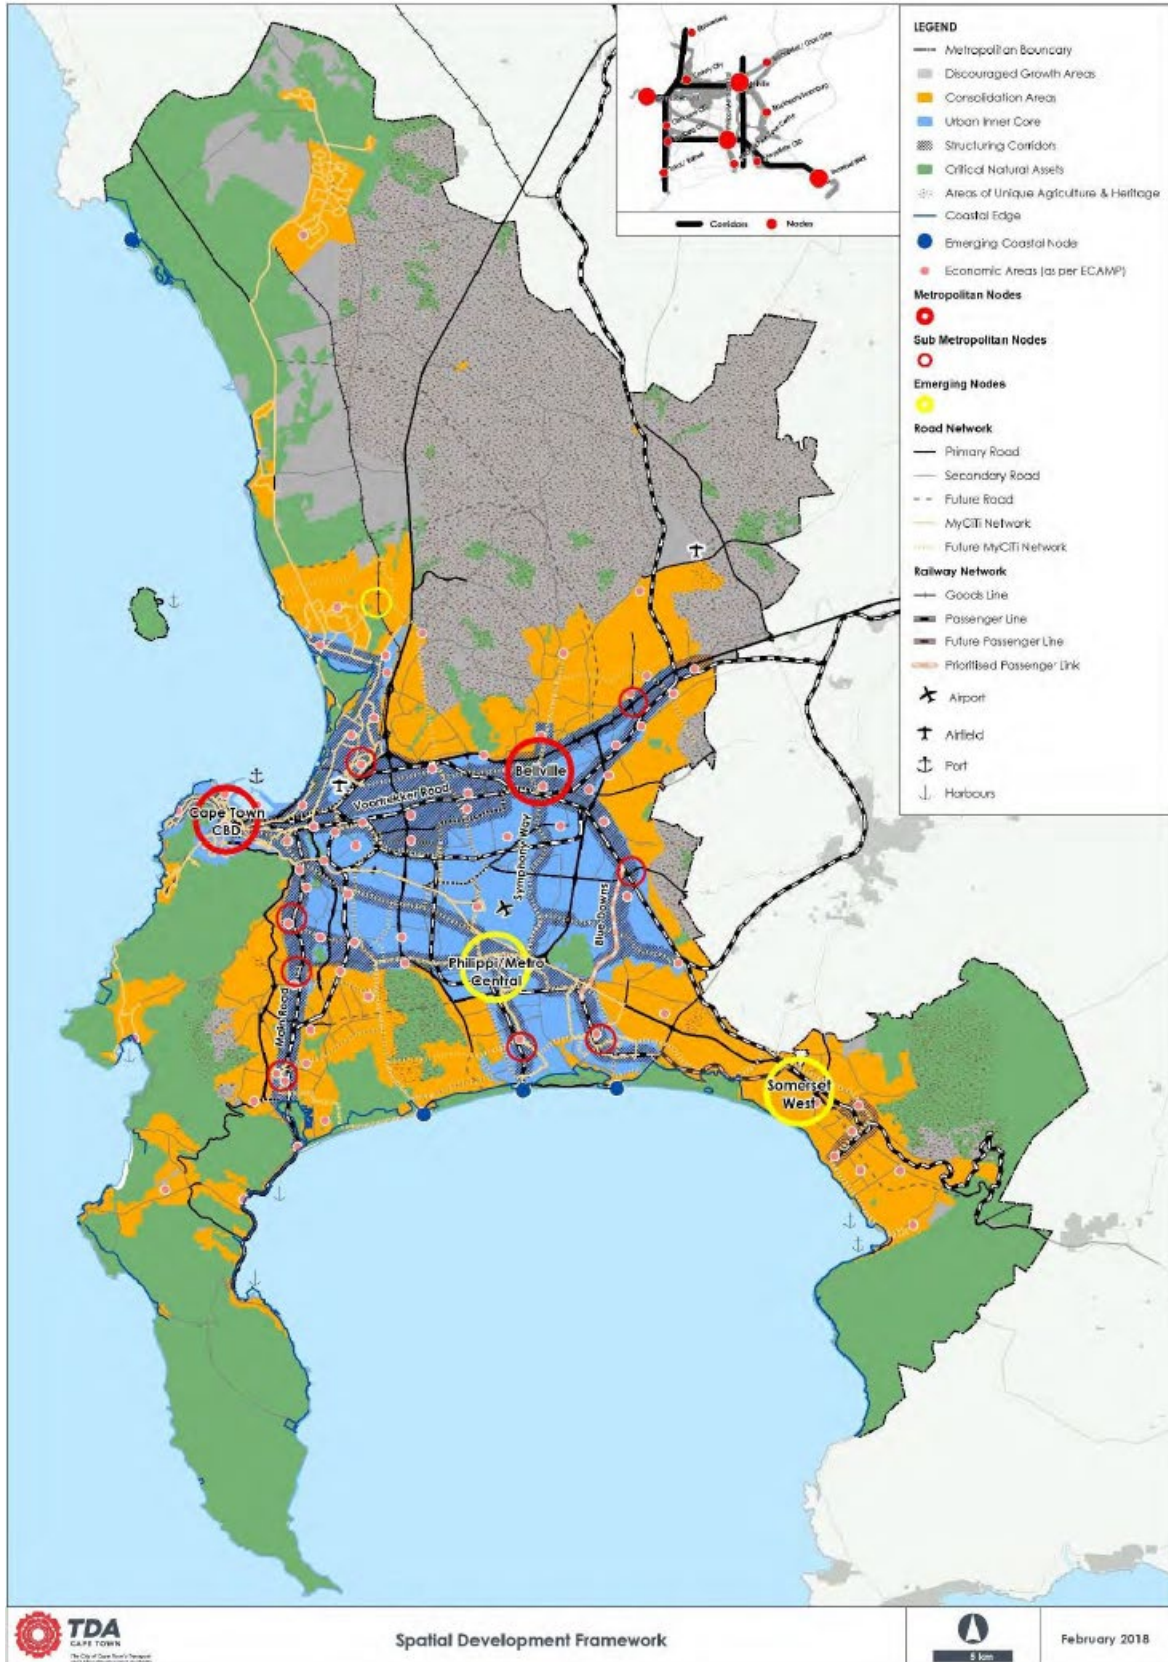 LEGEND
Metropolitan Boundary
Discouraged Growth Areas
Consolidation Areas
Urban Inner Core
Structuring Corridors
Critical Natural Assets
Areas of Unique Agriculture & Heritage
Coastal Edge
Emerging Coastal Node
Economic Areas (as per ECAMP)
Metropolitan Nodes
Sub Metropolitan Nodes
Emerging Nodes
Road Network
Primary Road
Secondary Road
Future Road
MyCiTi Network
Future MyCiTi Network
Railway Network
Goods Line
Passenger Line
Future Passenger Line
Prioritised Passenger Link
Airport
Airfield
Port
Harbours
Corridors
Nodes
Bellville
Voortrekker Road
Cape Town
CBD
Symphony Way
Blue Downs
Philippi/Metro
Central
Main Road
Somerset
West
TDA
CAPE TOWN
Spatial Development Framework
5 km
February 2018